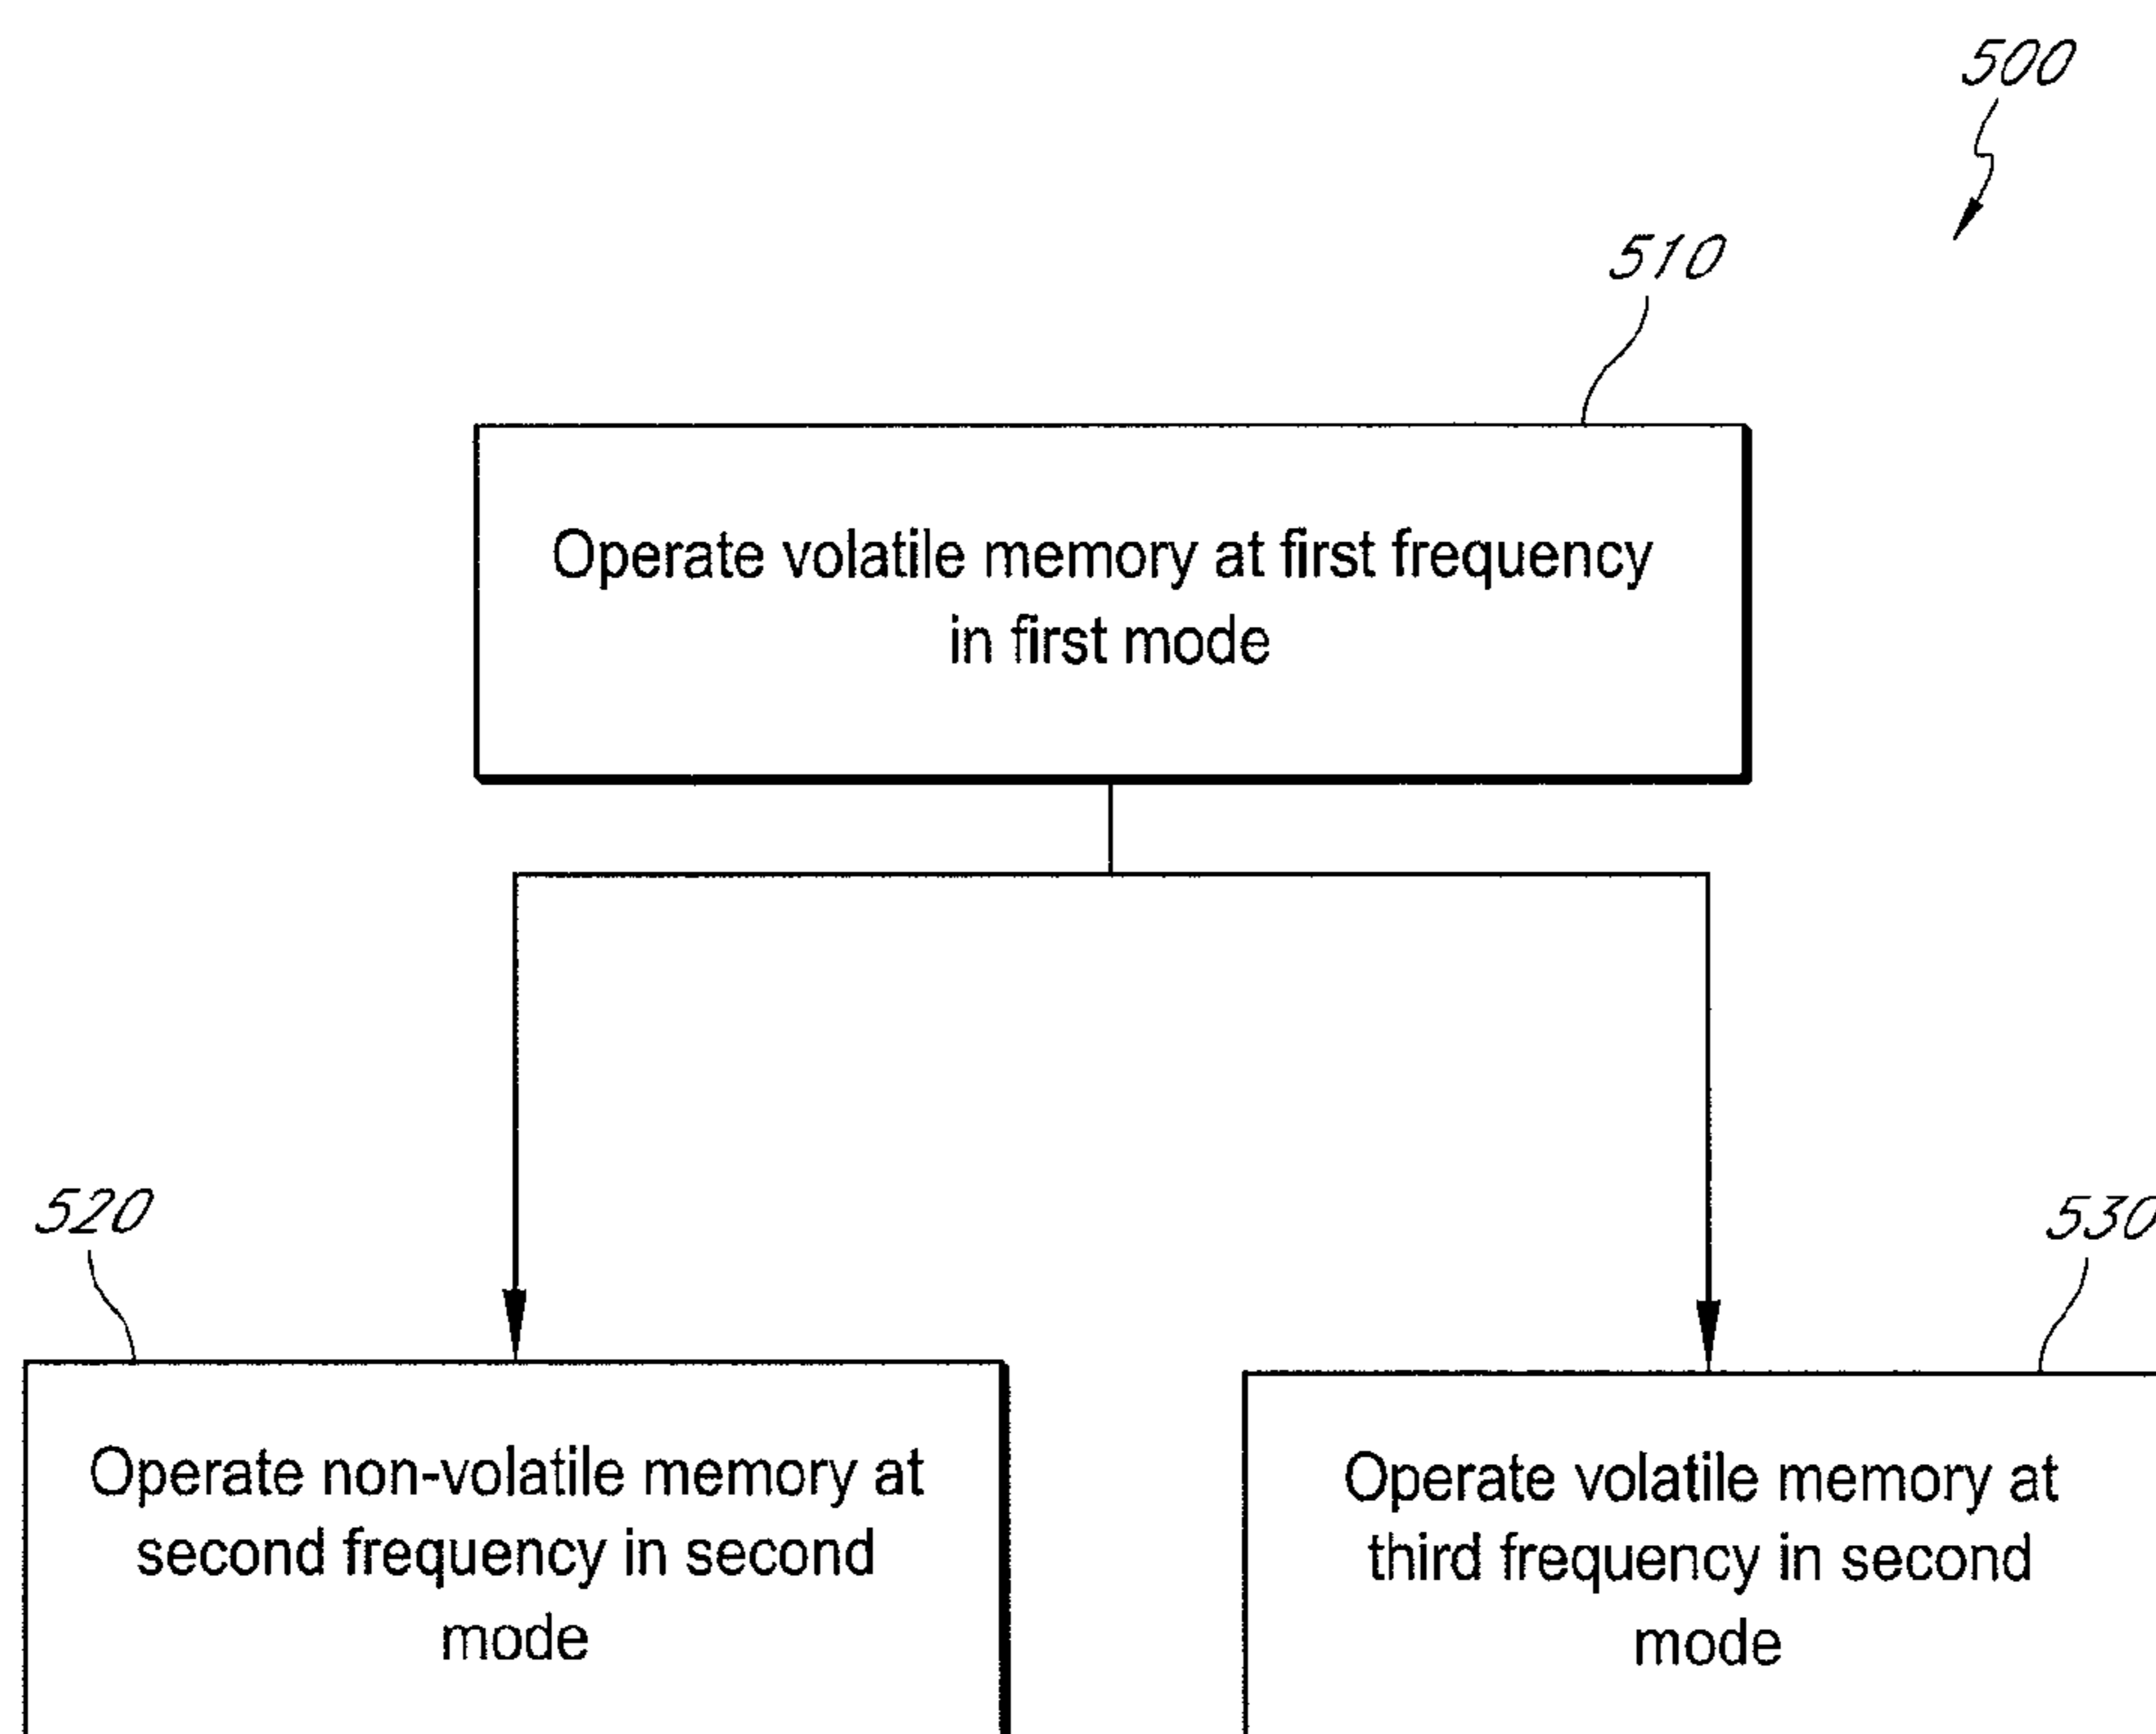 500
510
Operate volatile memory at first frequency
in first mode
520
530
Operate non-volatile memory at
second frequency in second
mode
Operate volatile memory at
third frequency in second
mode